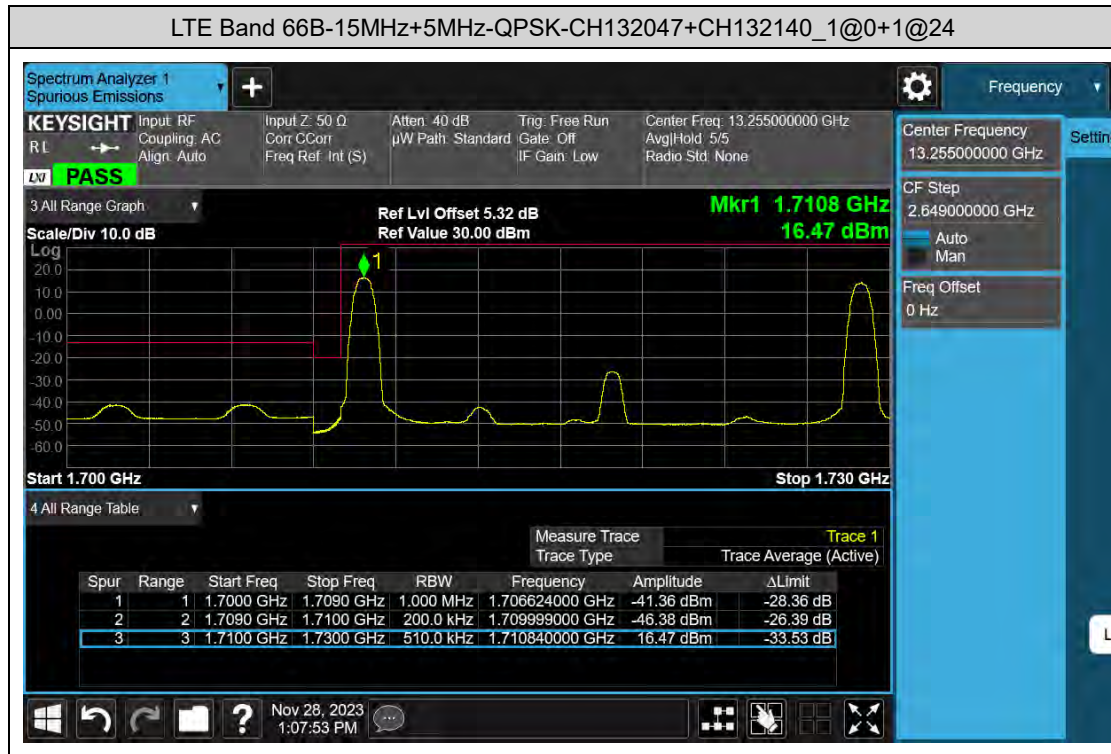 LTE Band 66B-15MHz+5MHz-QPSK-CH132047+CH132140_1@0+1@24
Spectrum Analyzer 1
Spurious Emissions
Frequency
KEYSIGHT
RL
Input: RF
Coupling: AC
Align: Auto
Input Z: 50 Ω
Corr CCorr
Freq Ref: Int (S)
Atten: 40 dB
µW Path: Standard
Trig: Free Run
Gate: Off
IF Gain: Low
Center Freq: 13.255000000 GHz
Avg|Hold: 5/5
Radio Std: None
LXI PASS
Center Frequency
13.255000000 GHz
Settin
CF Step
2.649000000 GHz
Auto
Man
Freq Offset
0 Hz
3 All Range Graph
Scale/Div 10.0 dB
Ref Lvl Offset 5.32 dB
Ref Value 30.00 dBm
Mkr1 1.7108 GHz
16.47 dBm
Log
1
20.0
10.0
0.00
-10.0
-20.0
-30.0
-40.0
-50.0
-60.0
Start 1.700 GHz
Stop 1.730 GHz
4 All Range Table
Measure Trace Trace 1
Trace Type Trace Average (Active)
Spur Range Start Freq Stop Freq RBW Frequency Amplitude ΔLimit
1 1 1.7000 GHz 1.7090 GHz 1.000 MHz 1.706624000 GHz -41.36 dBm -28.36 dB
2 2 1.7090 GHz 1.7100 GHz 200.0 kHz 1.709999000 GHz -46.38 dBm -26.39 dB
3 3 1.7100 GHz 1.7300 GHz 510.0 kHz 1.710840000 GHz 16.47 dBm -33.53 dB
L
?
Nov 28, 2023
1:07:53 PM